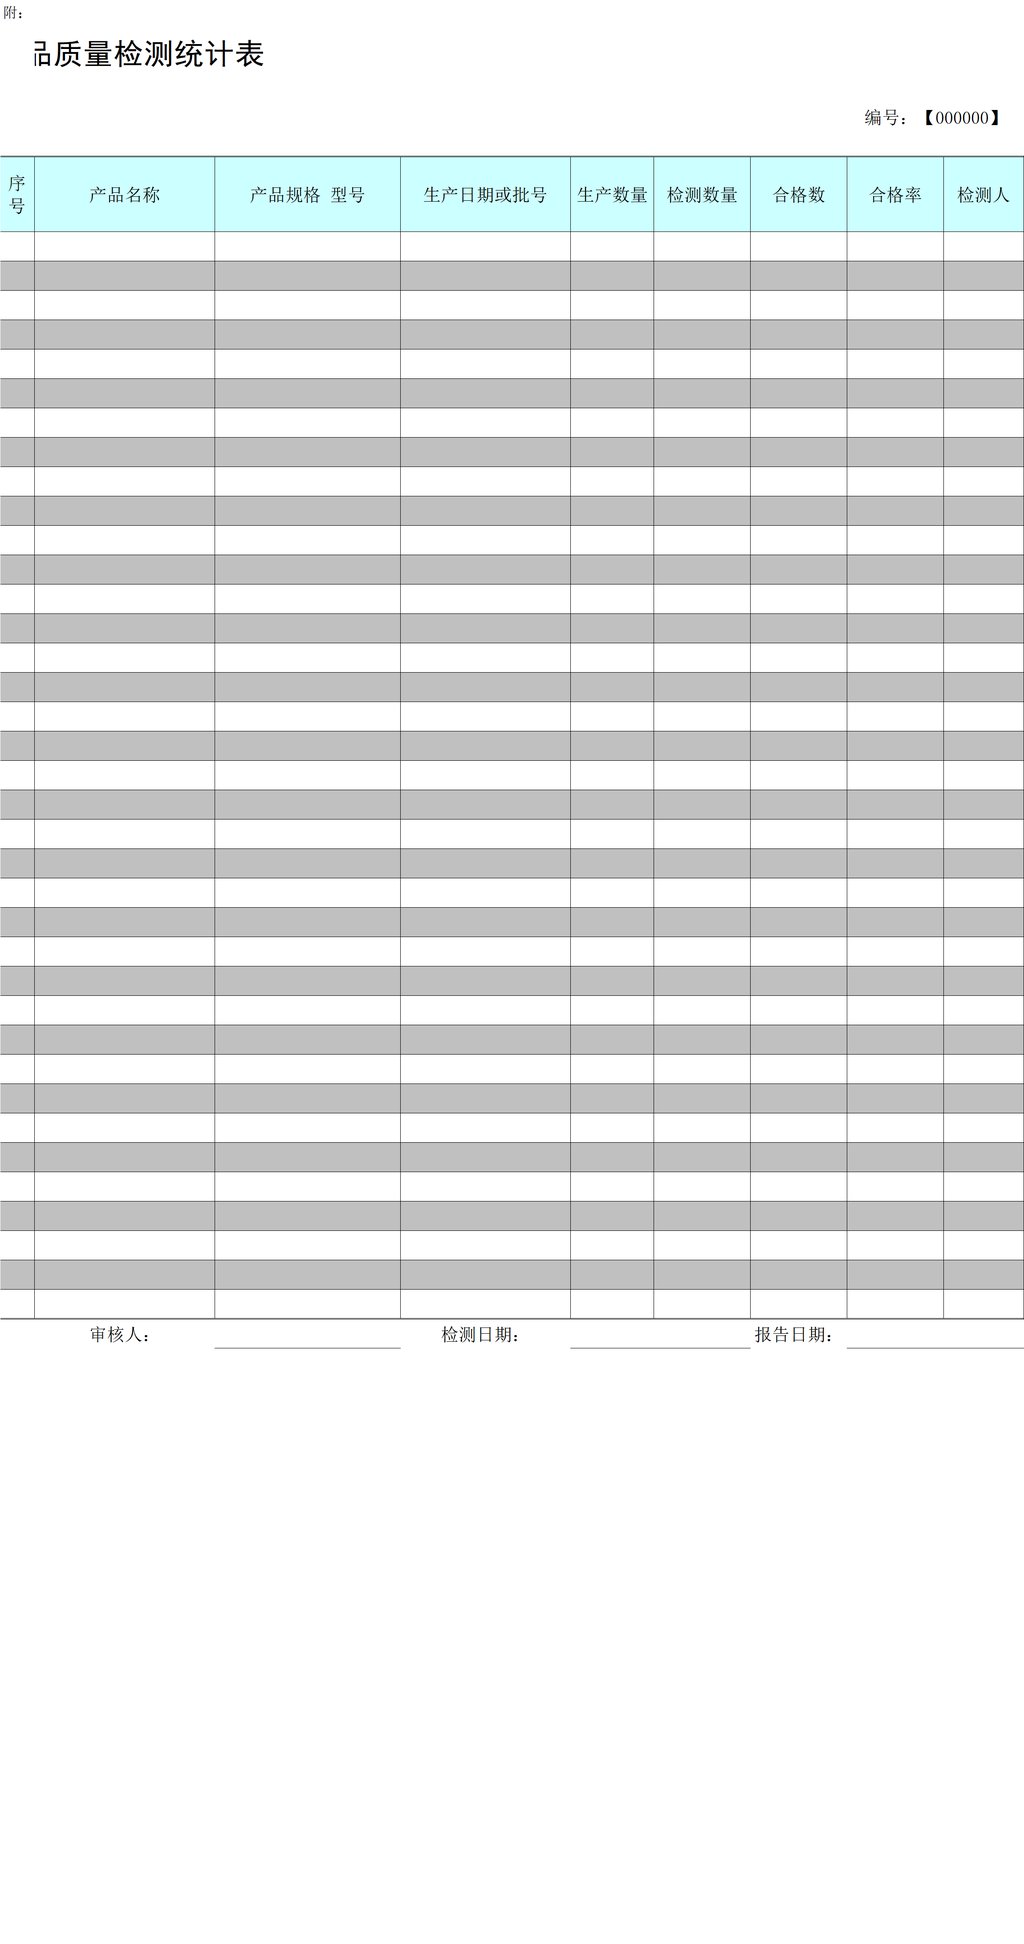 附：
品质量检测统计表
编号：【000000】
序号 产品名称 产品规格 型号 生产日期或批号 生产数量 检测数量 合格数 合格率 检测人
审核人： 检测日期： 报告日期：